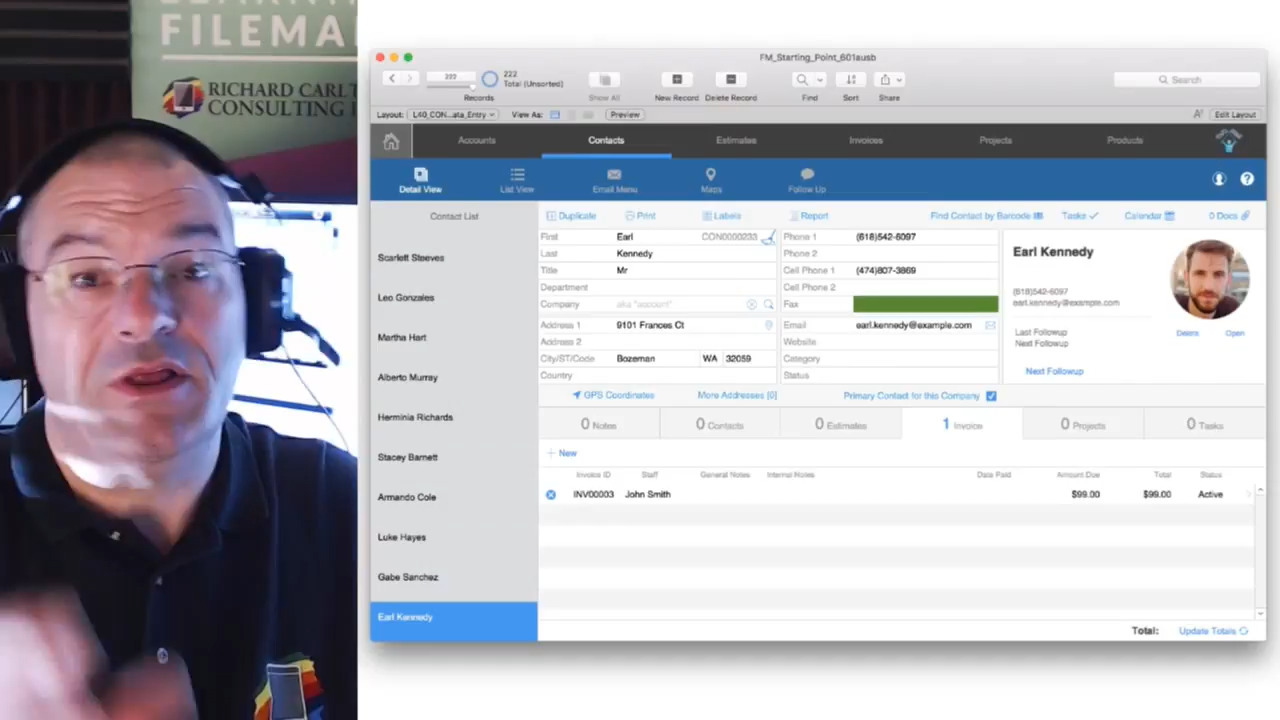 FILEMA
RICHARD CARLT
CONSULTING I
FM_Starting_Point_601ausb
222
222
Total (Unsorted)
Records
Show All
New Record
Delete Record
Find
Sort
Share
Search
Layout:
L40_CON...ata_Entry
View As:
Preview
Edit Layout
Accounts
Contacts
Estimates
Invoices
Projects
Products
Detail View
List View
Email Menu
Maps
Follow Up
?
Contact List
Scarlett Steeves
Leo Gonzales
Martha Hart
Alberto Murray
Herminia Richards
Stacey Barnett
Armando Cole
Luke Hayes
Gabe Sanchez
Earl Kennedy
Duplicate
Print
Labels
Report
Find Contact by Barcode
Tasks
Calendar
0 Docs
First Earl CON0000233
Last Kennedy
Title Mr
Department
Company aka "account"
Address 1 9101 Frances Ct
Address 2
City/ST/Code Bozeman WA 32059
Country
Phone 1 (618)542-6097
Phone 2
Cell Phone 1 (474)807-3869
Cell Phone 2
Fax
Email earl.kennedy@example.com
Website
Category
Status
Earl Kennedy
(618)542-6097
earl.kennedy@example.com
Last Followup
Next Followup
Next Followup
Delete
Open
GPS Coordinates
More Addresses [0]
Primary Contact for this Company
0 Notes
0 Contacts
0 Estimates
1 Invoice
0 Projects
0 Tasks
New
Invoice ID Staff General Notes Internal Notes Date Paid Amount Due Total Status
INV00003 John Smith $99.00 $99.00 Active
Total: Update Totals